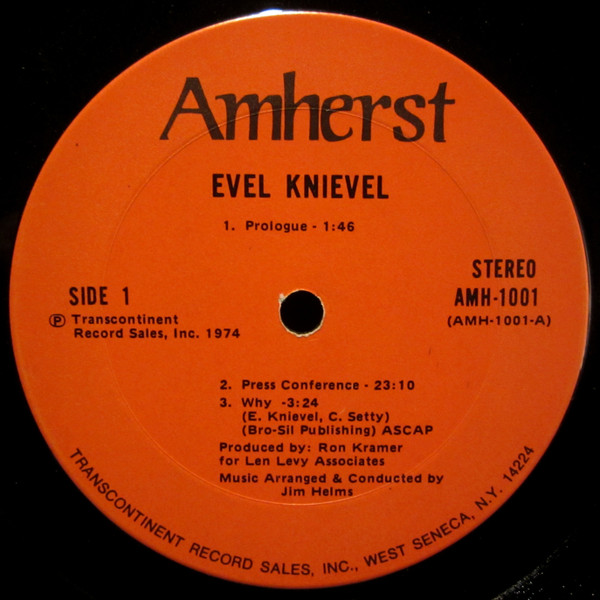 Amherst
EVEL KNIEVEL
1. Prologue - 1:46
SIDE 1
Ⓟ Transcontinent
Record Sales, Inc. 1974
STEREO
AMH-1001
(AMH-1001-A)
2. Press Conference - 23:10
3. Why -3:24
(E. Knievel, C. Setty)
(Bro-Sil Publishing) ASCAP
Produced by: Ron Kramer
for Len Levy Associates
Music Arranged & Conducted by
Jim Helms
TRANSCONTINENT RECORD SALES, INC., WEST SENECA, N.Y. 14224